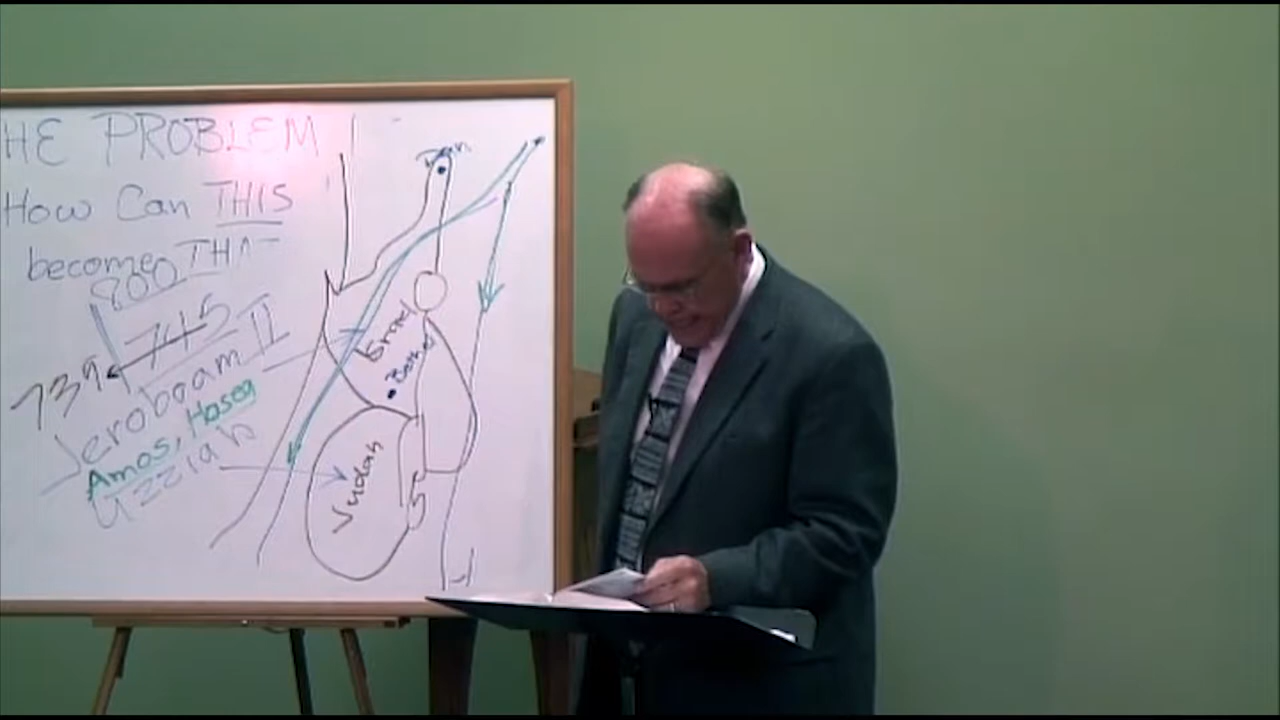 HE PROBLEM
How Can THIS
become THAT
800
745
739
Jeroboam II
Amos, Hosea
Uzziah
Dan
Israel
Bethel
Judah